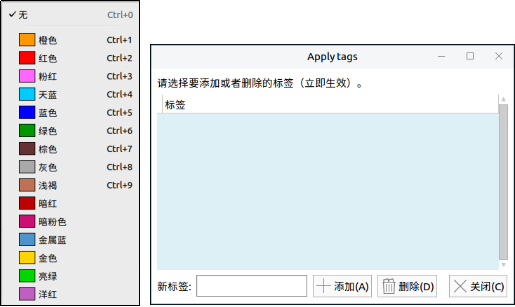 无 Ctrl+0
橙色 Ctrl+1
红色 Ctrl+2
粉红 Ctrl+3
天蓝 Ctrl+4
蓝色 Ctrl+5
绿色 Ctrl+6
棕色 Ctrl+7
灰色 Ctrl+8
浅褐 Ctrl+9
暗红
暗粉色
金属蓝
金色
亮绿
洋红
Apply tags
请选择要添加或者删除的标签（立即生效）。
标签
新标签: 添加(A) 删除(D) 关闭(C)